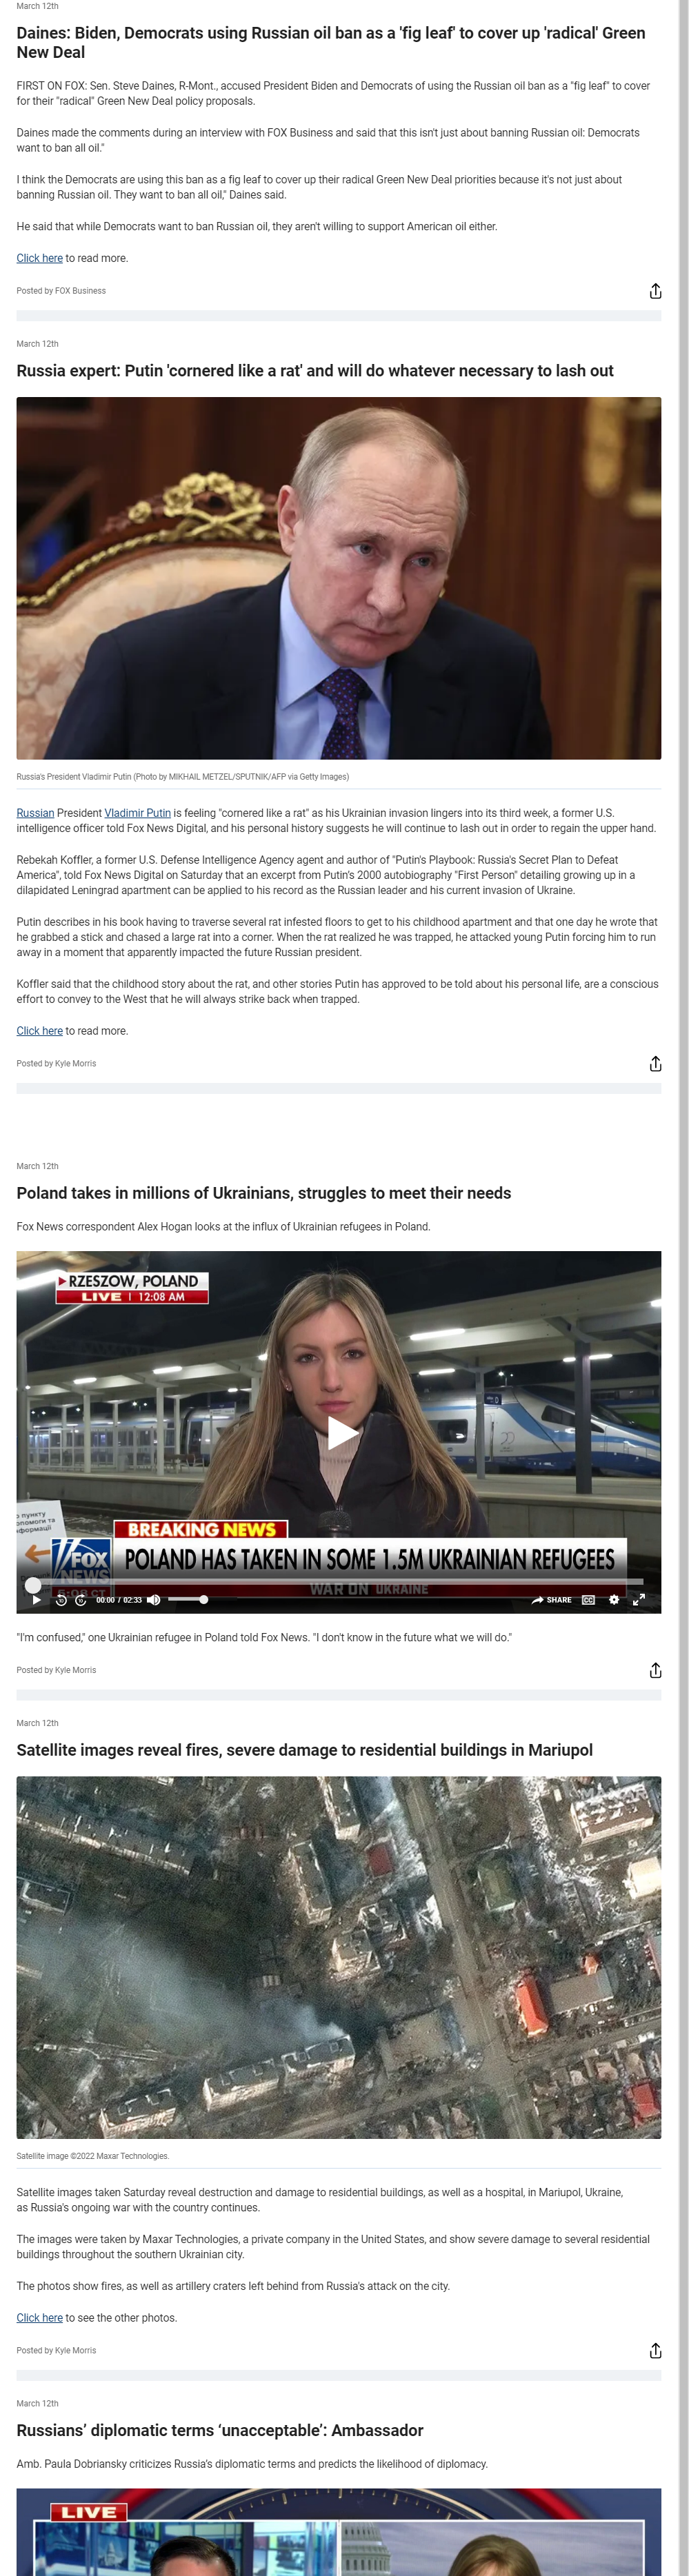 March 12th
Daines: Biden, Democrats using Russian oil ban as a 'fig leaf' to cover up 'radical' Green
New Deal
FIRST ON FOX: Sen. Steve Daines, R-Mont., accused President Biden and Democrats of using the Russian oil ban as a "fig leaf" to cover
for their "radical" Green New Deal policy proposals.
Daines made the comments during an interview with FOX Business and said that this isn't just about banning Russian oil: Democrats
want to ban all oil."
I think the Democrats are using this ban as a fig leaf to cover up their radical Green New Deal priorities because it's not just about
banning Russian oil. They want to ban all oil," Daines said.
He said that while Democrats want to ban Russian oil, they aren't willing to support American oil either.
Click here to read more.
Posted by FOX Business
March 12th
Russia expert: Putin 'cornered like a rat' and will do whatever necessary to lash out
Russia's President Vladimir Putin (Photo by MIKHAIL METZEL/SPUTNIK/AFP via Getty Images)
Russian President Vladimir Putin is feeling "cornered like a rat" as his Ukrainian invasion lingers into its third week, a former U.S.
intelligence officer told Fox News Digital, and his personal history suggests he will continue to lash out in order to regain the upper hand.
Rebekah Koffler, a former U.S. Defense Intelligence Agency agent and author of "Putin's Playbook: Russia's Secret Plan to Defeat
America", told Fox News Digital on Saturday that an excerpt from Putin's 2000 autobiography "First Person" detailing growing up in a
dilapidated Leningrad apartment can be applied to his record as the Russian leader and his current invasion of Ukraine.
Putin describes in his book having to traverse several rat infested floors to get to his childhood apartment and that one day he wrote that
he grabbed a stick and chased a large rat into a corner. When the rat realized he was trapped, he attacked young Putin forcing him to run
away in a moment that apparently impacted the future Russian president.
Koffler said that the childhood story about the rat, and other stories Putin has approved to be told about his personal life, are a conscious
effort to convey to the West that he will always strike back when trapped.
Click here to read more.
Posted by Kyle Morris
March 12th
Poland takes in millions of Ukrainians, struggles to meet their needs
Fox News correspondent Alex Hogan looks at the influx of Ukrainian refugees in Poland.
RZESZOW, POLAND
LIVE | 12:08 AM
пункту
помоги та
формації
BREAKING NEWS
FOX NEWS
POLAND HAS TAKEN IN SOME 1.5M UKRAINIAN REFUGEES
5:08 CT
WAR ON UKRAINE
00:00 / 02:33
SHARE
CC
"I'm confused," one Ukrainian refugee in Poland told Fox News. "I don't know in the future what we will do."
Posted by Kyle Morris
March 12th
Satellite images reveal fires, severe damage to residential buildings in Mariupol
Satellite image ©2022 Maxar Technologies.
Satellite images taken Saturday reveal destruction and damage to residential buildings, as well as a hospital, in Mariupol, Ukraine,
as Russia's ongoing war with the country continues.
The images were taken by Maxar Technologies, a private company in the United States, and show severe damage to several residential
buildings throughout the southern Ukrainian city.
The photos show fires, as well as artillery craters left behind from Russia's attack on the city.
Click here to see the other photos.
Posted by Kyle Morris
March 12th
Russians’ diplomatic terms ‘unacceptable’: Ambassador
Amb. Paula Dobriansky criticizes Russia’s diplomatic terms and predicts the likelihood of diplomacy.
LIVE